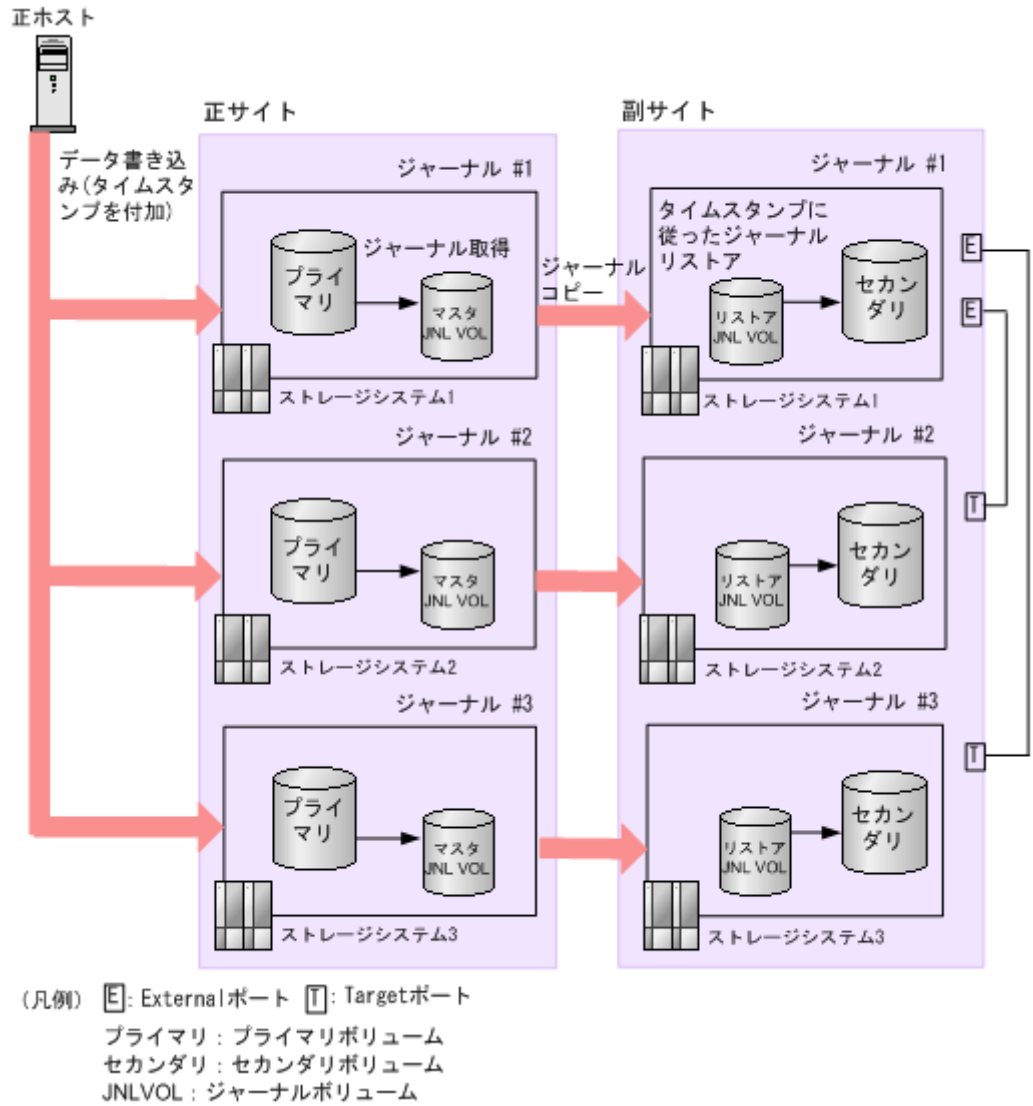 正ホスト
正サイト
副サイト
データ書き込
み(タイムスタ
ンプを付加)
ジャーナル #1
プライ
マリ
ジャーナル取得
マスタ
JNL VOL
ストレージシステム1
ジャーナル
コピー
ジャーナル #1
タイムスタンプに
従ったジャーナル
リストア
リストア
JNL VOL
セカン
ダリ
ストレージシステム1
E
E
ジャーナル #2
プライ
マリ
マスタ
JNL VOL
ストレージシステム2
ジャーナル #2
リストア
JNL VOL
セカン
ダリ
ストレージシステム2
T
ジャーナル #3
プライ
マリ
マスタ
JNL VOL
ストレージシステム3
ジャーナル #3
リストア
JNL VOL
セカン
ダリ
ストレージシステム3
T
(凡例) E: Externalポート T: Targetポート
プライマリ：プライマリボリューム
セカンダリ：セカンダリボリューム
JNLVOL：ジャーナルボリューム